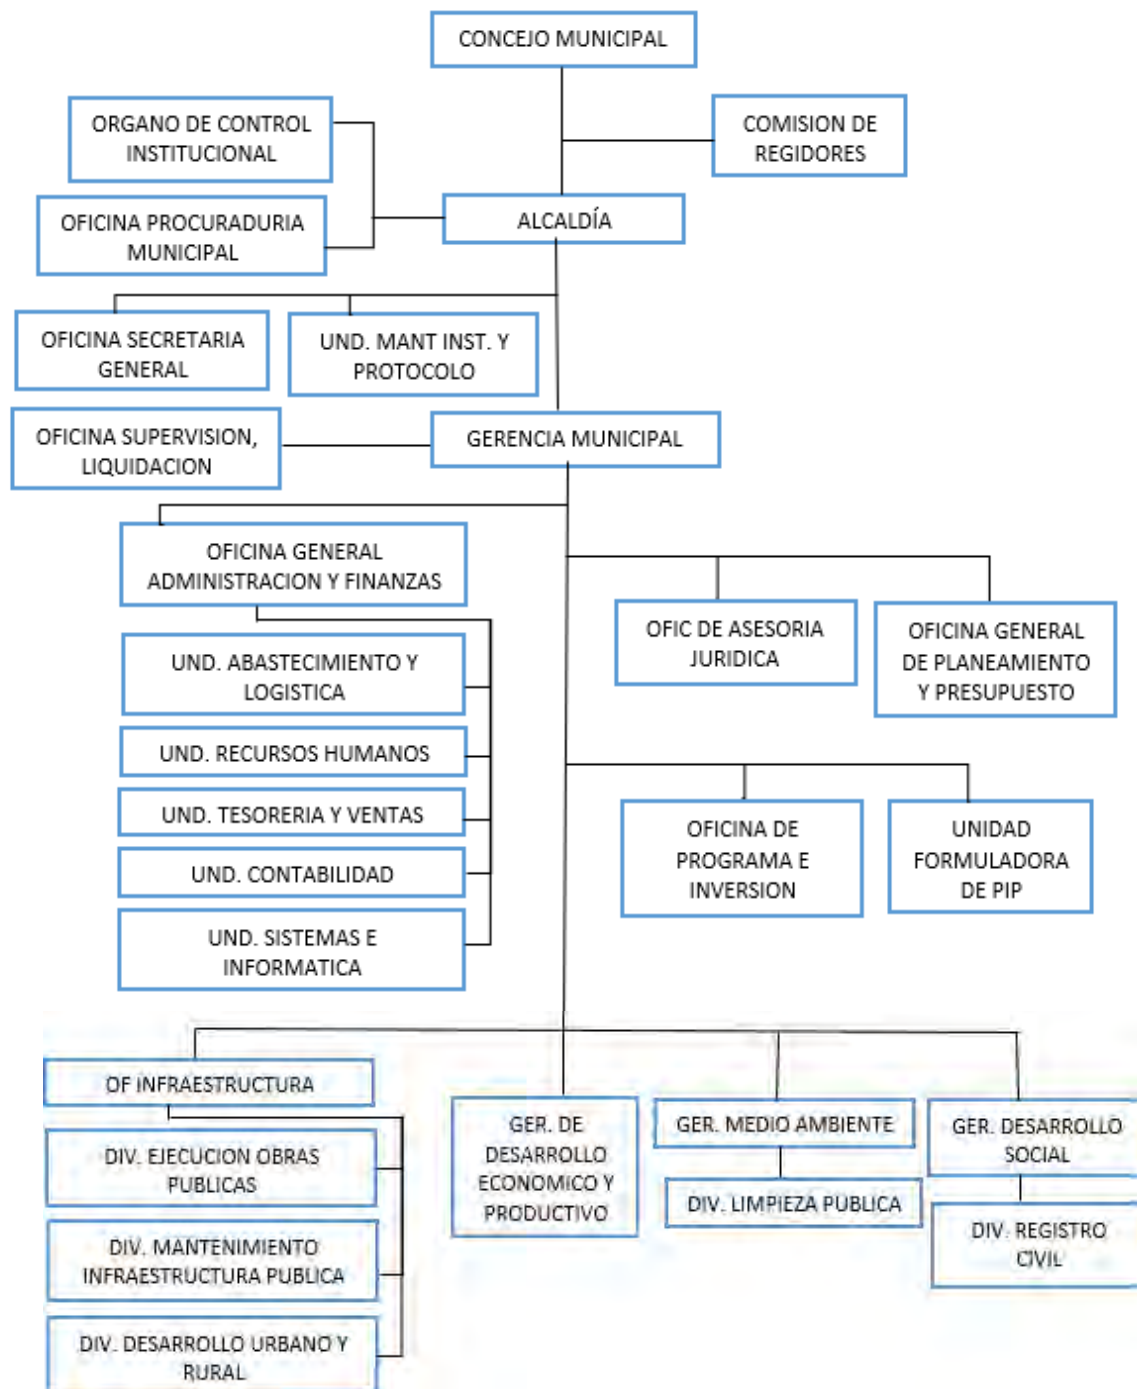 CONCEJO MUNICIPAL
ORGANO DE CONTROL
INSTITUCIONAL
COMISION DE
REGIDORES
OFICINA PROCURADURIA
MUNICIPAL
ALCALDÍA
OFICINA SECRETARIA
GENERAL
UND. MANT INST. Y
PROTOCOLO
OFICINA SUPERVISION,
LIQUIDACION
GERENCIA MUNICIPAL
OFICINA GENERAL
ADMINISTRACION Y FINANZAS
UND. ABASTECIMIENTO Y
LOGISTICA
UND. RECURSOS HUMANOS
UND. TESORERIA Y VENTAS
UND. CONTABILIDAD
UND. SISTEMAS E
INFORMATICA
OFIC DE ASESORIA
JURIDICA
OFICINA GENERAL
DE PLANEAMIENTO
Y PRESUPUESTO
OFICINA DE
PROGRAMA E
INVERSION
UNIDAD
FORMULADORA
DE PIP
OF INFRAESTRUCTURA
DIV. EJECUCION OBRAS
PUBLICAS
DIV. MANTENIMIENTO
INFRAESTRUCTURA PUBLICA
DIV. DESARROLLO URBANO Y
RURAL
GER. DE
DESARROLLO
ECONOMICO Y
PRODUCTIVO
GER. MEDIO AMBIENTE
DIV. LIMPIEZA PUBLICA
GER. DESARROLLO
SOCIAL
DIV. REGISTRO
CIVIL